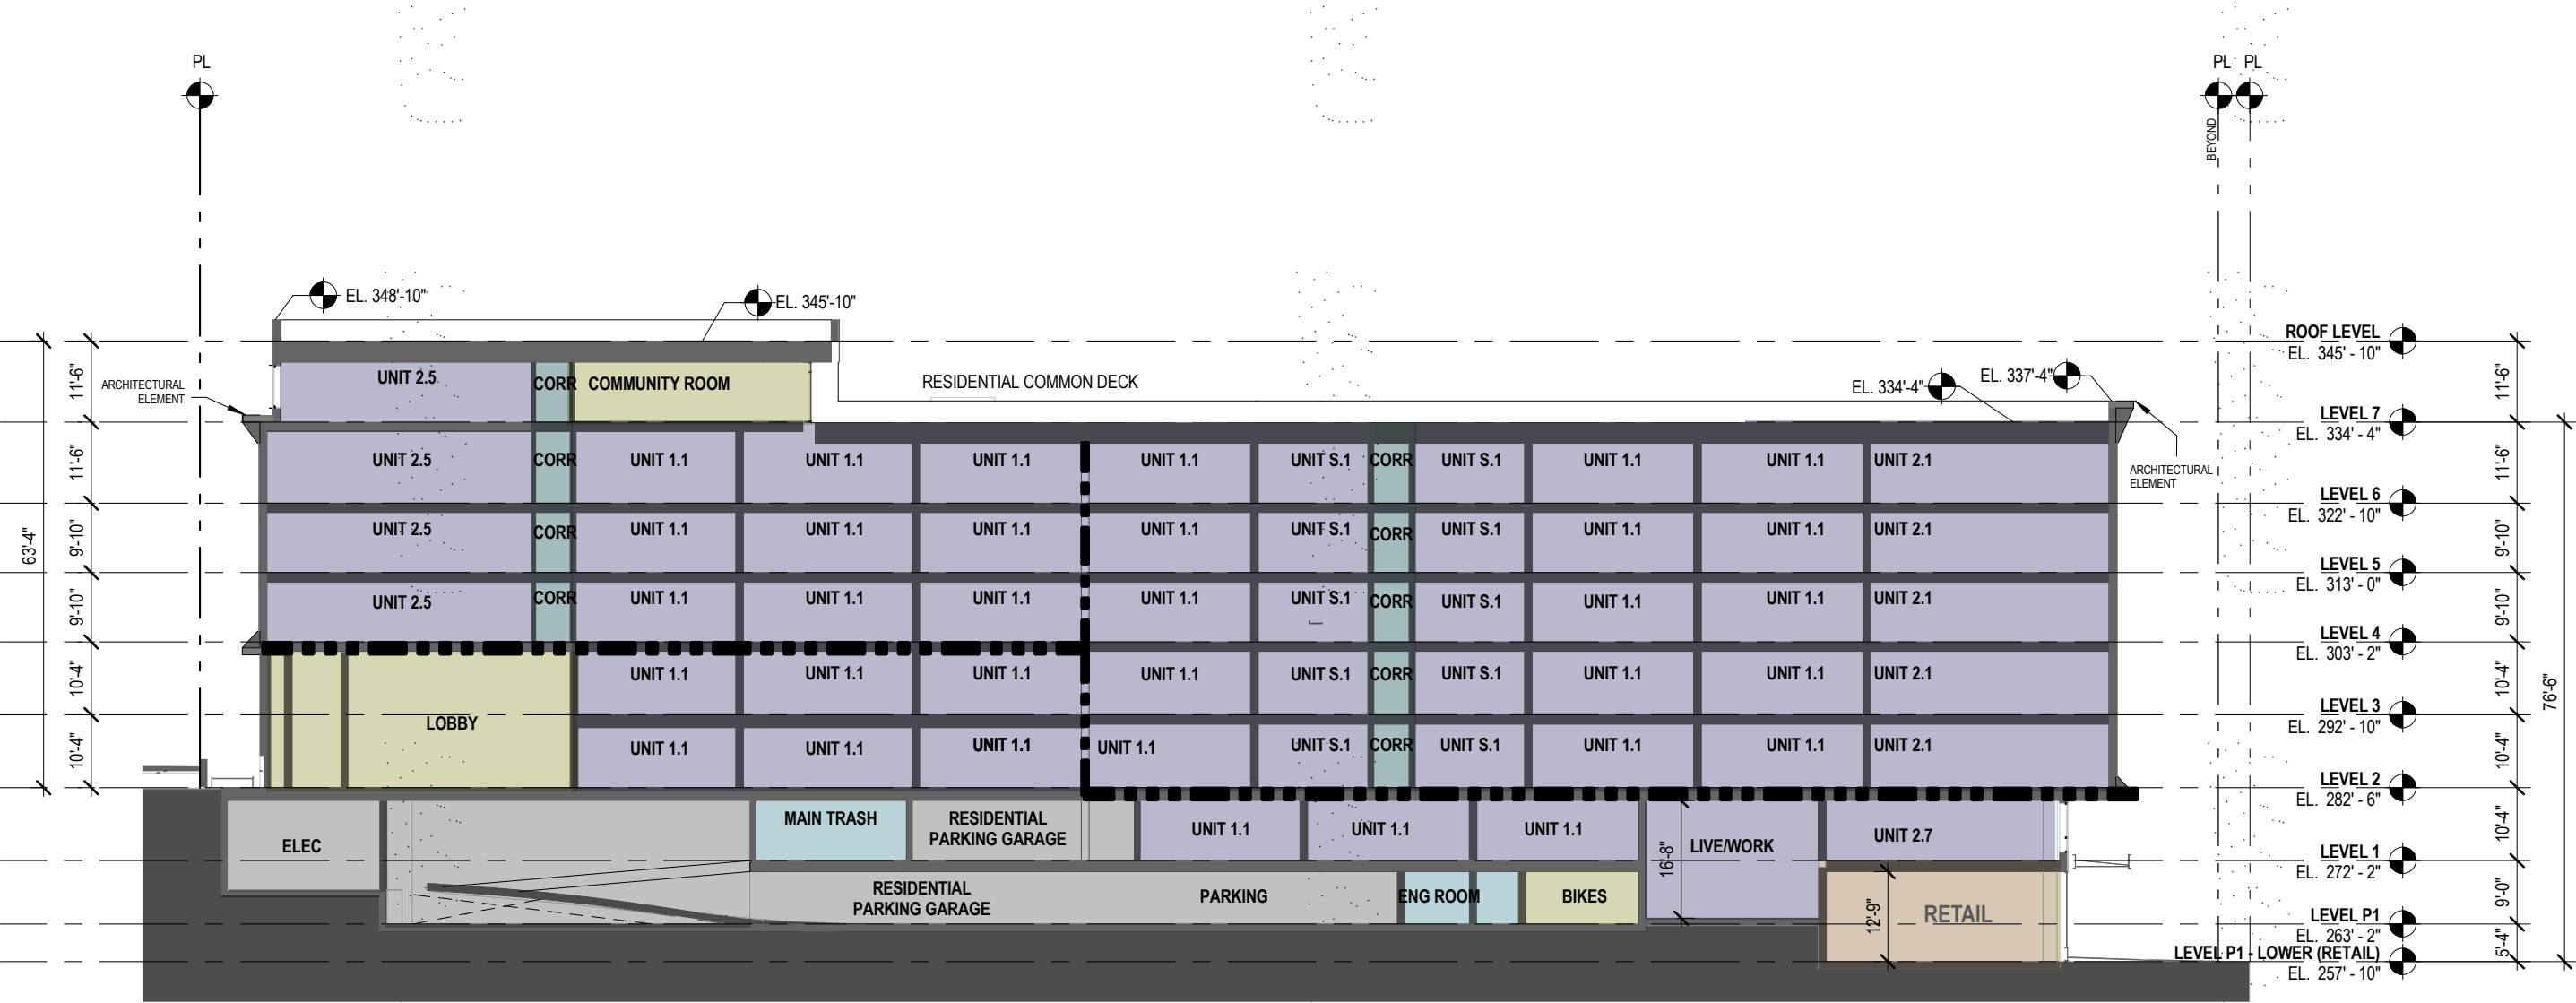 PL
PL PL
BEYOND
EL. 348'-10"
EL. 345'-10"
ROOF LEVEL
EL. 345' - 10"
ARCHITECTURAL
ELEMENT
11'-6"
UNIT 2.5
CORR
COMMUNITY ROOM
RESIDENTIAL COMMON DECK
EL. 334'-4"
EL. 337'-4"
11'-6"
LEVEL 7
EL. 334' - 4"
ARCHITECTURAL
ELEMENT
11'-6"
UNIT 2.5
CORR
UNIT 1.1
UNIT 1.1
UNIT 1.1
UNIT 1.1
UNIT S.1
CORR
UNIT S.1
UNIT 1.1
UNIT 1.1
UNIT 2.1
11'-6"
LEVEL 6
EL. 322' - 10"
63'-4"
9'-10"
UNIT 2.5
CORR
UNIT 1.1
UNIT 1.1
UNIT 1.1
UNIT 1.1
UNIT S.1
CORR
UNIT S.1
UNIT 1.1
UNIT 1.1
UNIT 2.1
9'-10"
LEVEL 5
EL. 313' - 0"
9'-10"
UNIT 2.5
CORR
UNIT 1.1
UNIT 1.1
UNIT 1.1
UNIT 1.1
UNIT S.1
CORR
UNIT S.1
UNIT 1.1
UNIT 1.1
UNIT 2.1
9'-10"
LEVEL 4
EL. 303' - 2"
10'-4"
LOBBY
UNIT 1.1
UNIT 1.1
UNIT 1.1
UNIT 1.1
UNIT S.1
CORR
UNIT S.1
UNIT 1.1
UNIT 1.1
UNIT 2.1
10'-4"
76'-6"
LEVEL 3
EL. 292' - 10"
10'-4"
UNIT 1.1
UNIT 1.1
UNIT 1.1
UNIT 1.1
UNIT S.1
CORR
UNIT S.1
UNIT 1.1
UNIT 1.1
UNIT 2.1
10'-4"
LEVEL 2
EL. 282' - 6"
ELEC
MAIN TRASH
RESIDENTIAL
PARKING GARAGE
UNIT 1.1
UNIT 1.1
UNIT 1.1
16'-8"
LIVE/WORK
UNIT 2.7
10'-4"
LEVEL 1
EL. 272' - 2"
RESIDENTIAL
PARKING GARAGE
PARKING
ENG ROOM
BIKES
12'-9"
RETAIL
9'-0"
LEVEL P1
EL. 263' - 2"
5'-4"
LEVEL P1 - LOWER (RETAIL)
EL. 257' - 10"